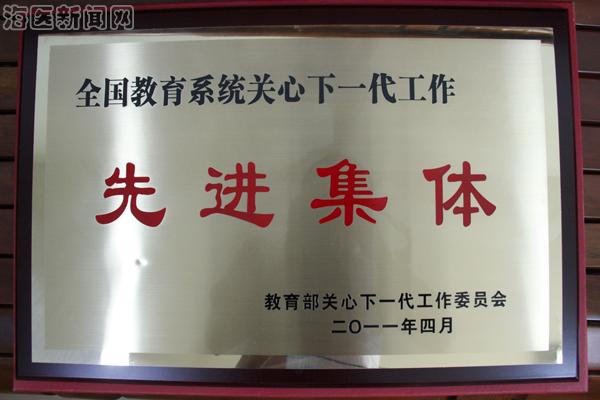 海医新闻网
全国教育系统关心下一代工作
先进集体
教育部关心下一代工作委员会
二〇一一年四月